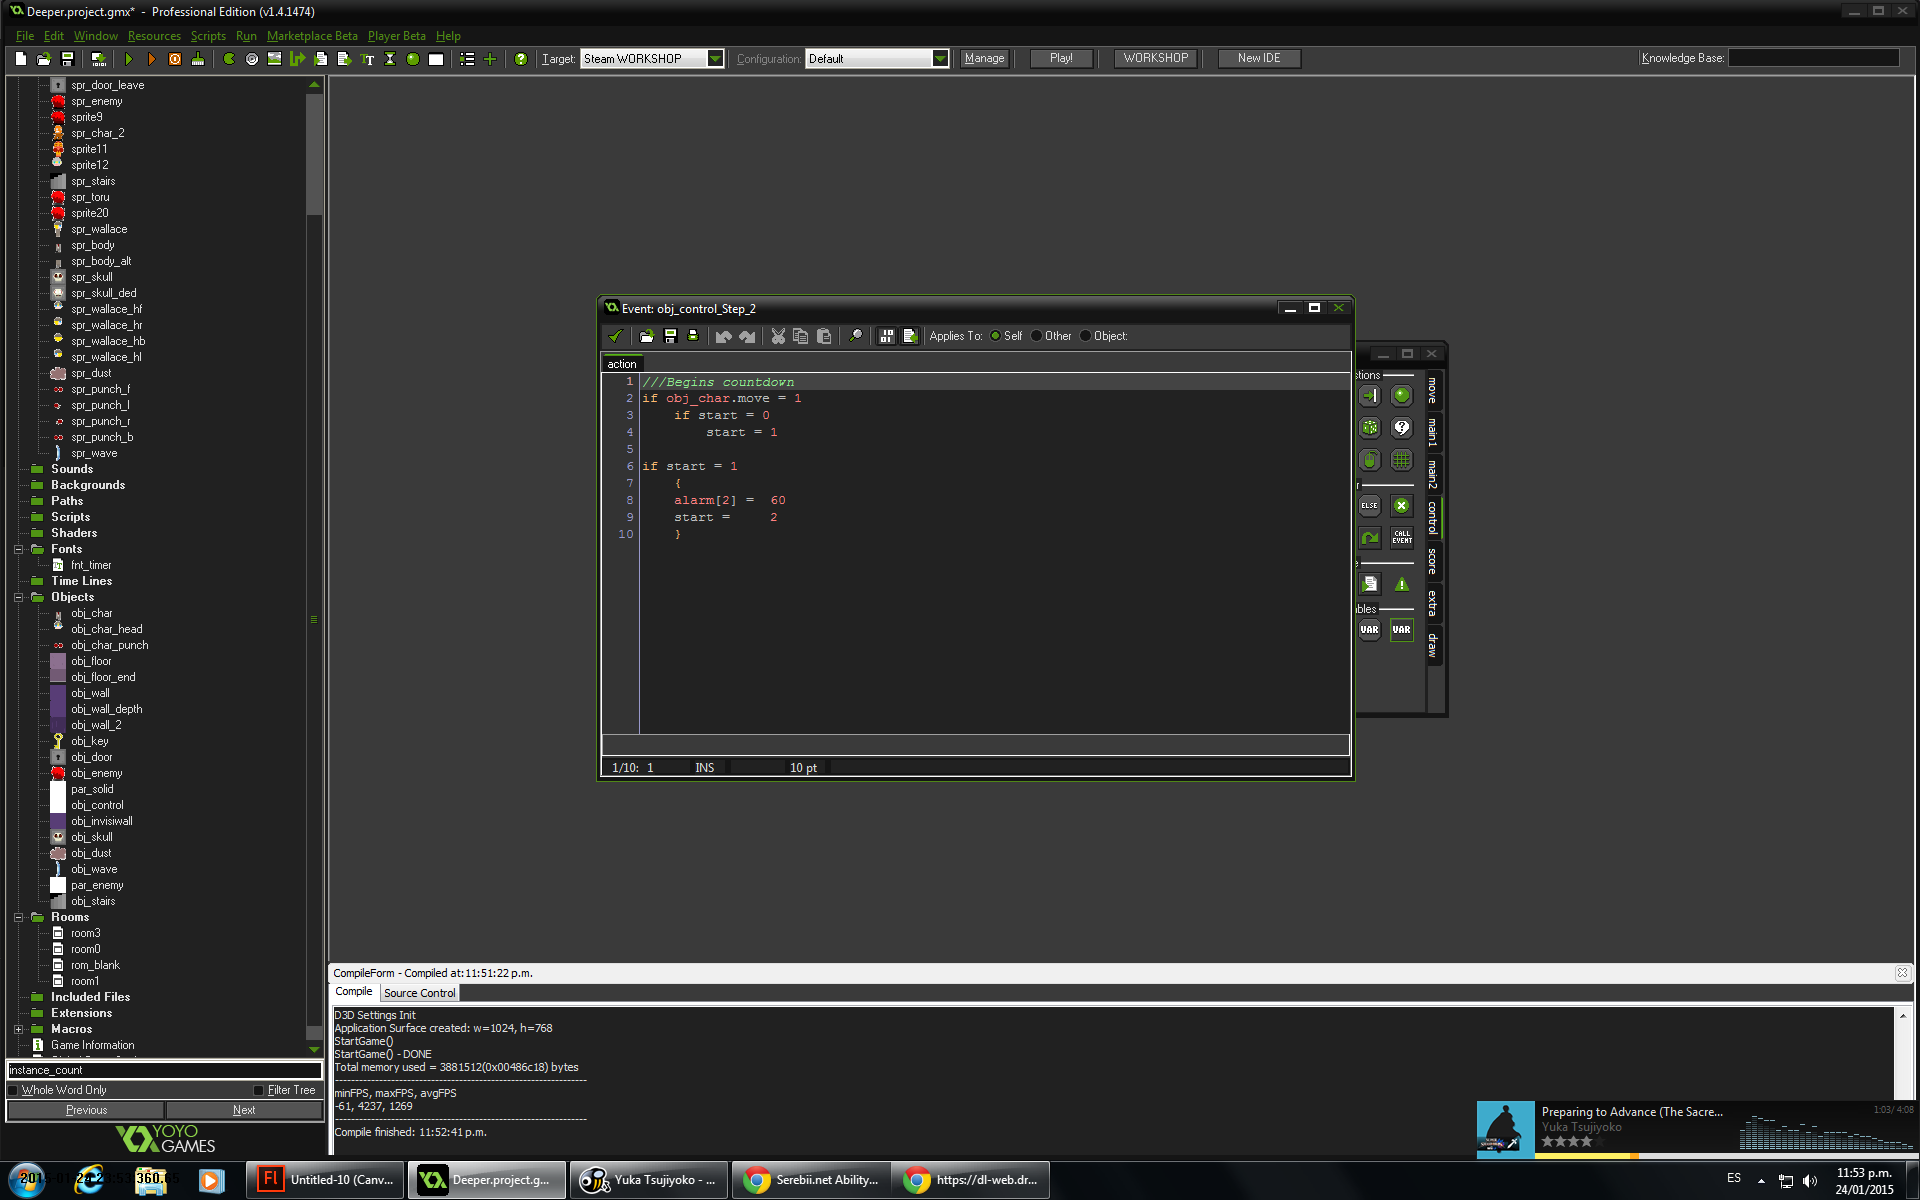 Deeper.project.gmx* - Professional Edition (v1.4.1474)
File Edit Window Resources Scripts Run Marketplace Beta Player Beta Help
Target: Steam WORKSHOP Configuration: Default Manage Play! WORKSHOP New IDE Knowledge Base:
spr_door_leave
spr_enemy
sprite9
spr_char_2
sprite11
sprite12
spr_stairs
spr_toru
sprite20
spr_wallace
spr_body
spr_body_alt
spr_skull
spr_skull_ded
spr_wallace_hf
spr_wallace_hr
spr_wallace_hb
spr_wallace_hl
spr_dust
spr_punch_f
spr_punch_l
spr_punch_r
spr_punch_b
spr_wave
Sounds
Backgrounds
Paths
Scripts
Shaders
Fonts
fnt_timer
Time Lines
Objects
obj_char
obj_char_head
obj_char_punch
obj_floor
obj_floor_end
obj_wall
obj_wall_depth
obj_wall_2
obj_key
obj_door
obj_enemy
par_solid
obj_control
obj_invisiwall
obj_skull
obj_dust
obj_wave
par_enemy
obj_stairs
Rooms
room3
room0
rom_blank
room1
Included Files
Extensions
Macros
Game Information
instance_count
Whole Word Only Filter Tree
Previous Next
YOYO
GAMES
Event: obj_control_Step_2
Applies To: Self Other Object:
action
1 ///Begins countdown
2 if obj_char.move = 1
3 if start = 0
4 start = 1
5
6 if start = 1
7 {
8 alarm[2] = 60
9 start = 2
10 }
1/10: 1 INS 10 pt
move
main1
main2
control
score
extra
draw
ELSE
CALL
EVENT
VAR VAR
CompileForm - Compiled at: 11:51:22 p.m.
Compile Source Control
D3D Settings Init
Application Surface created: w=1024, h=768
StartGame()
StartGame() - DONE
Total memory used = 3881512(0x00486c18) bytes
minFPS, maxFPS, avgFPS
-61, 4237, 1269
Compile finished: 11:52:41 p.m.
Preparing to Advance (The Sacre... 1:03/ 4:08
Yuka Tsujiyoko
Fl Untitled-10 (Canv...
Deeper.project.g...
Yuka Tsujiyoko - ...
Serebii.net Ability...
https://dl-web.dr...
ES
11:53 p.m.
24/01/2015